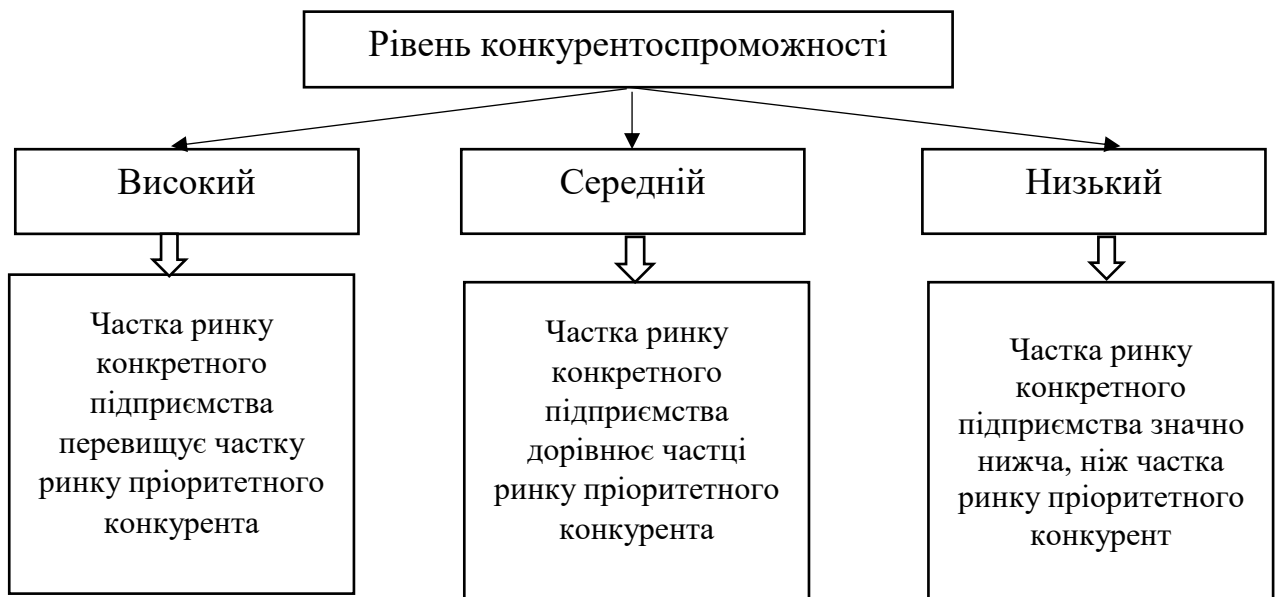 Рівень конкурентоспроможності
Високий
Середній
Низький
Частка ринку
конкретного
підприємства
перевищує частку
ринку пріоритетного
конкурента
Частка ринку
конкретного
підприємства
дорівнює частці
ринку пріоритетного
конкурента
Частка ринку
конкретного
підприємства значно
нижча, ніж частка
ринку пріоритетного
конкурент